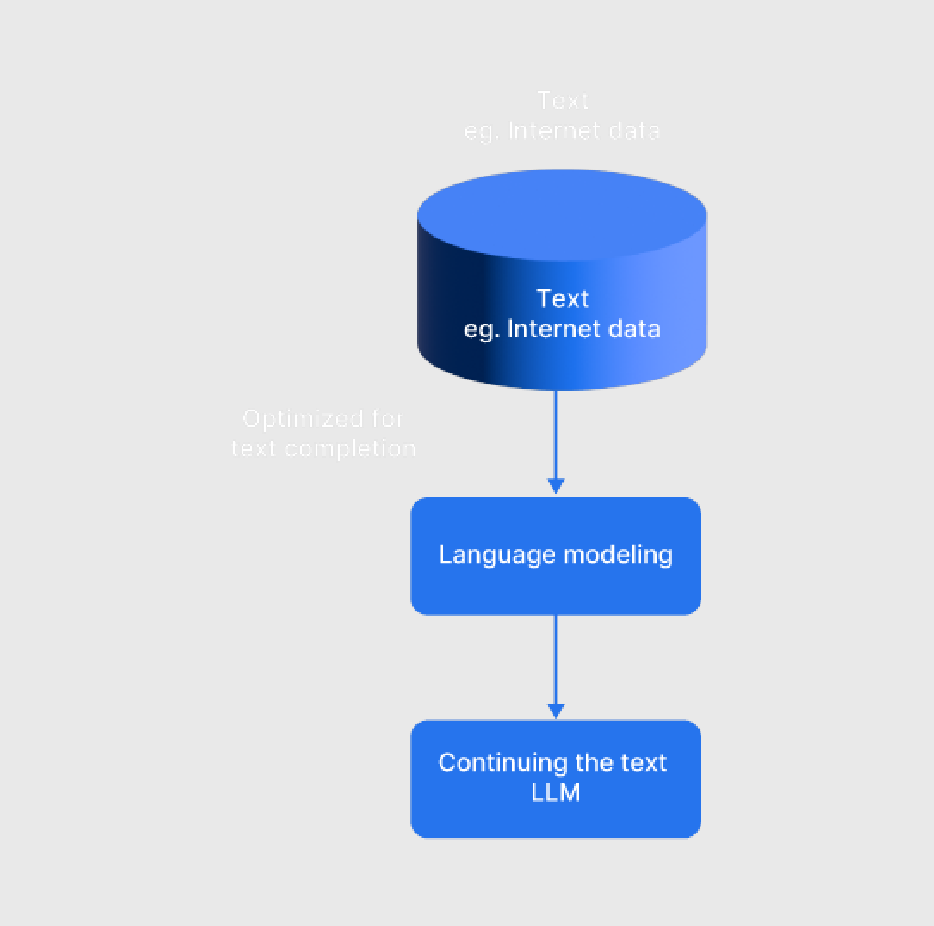 Text
eg. Internet data
Text
eg. Internet data
Optimized for
text completion
Language modeling
Continuing the text
LLM